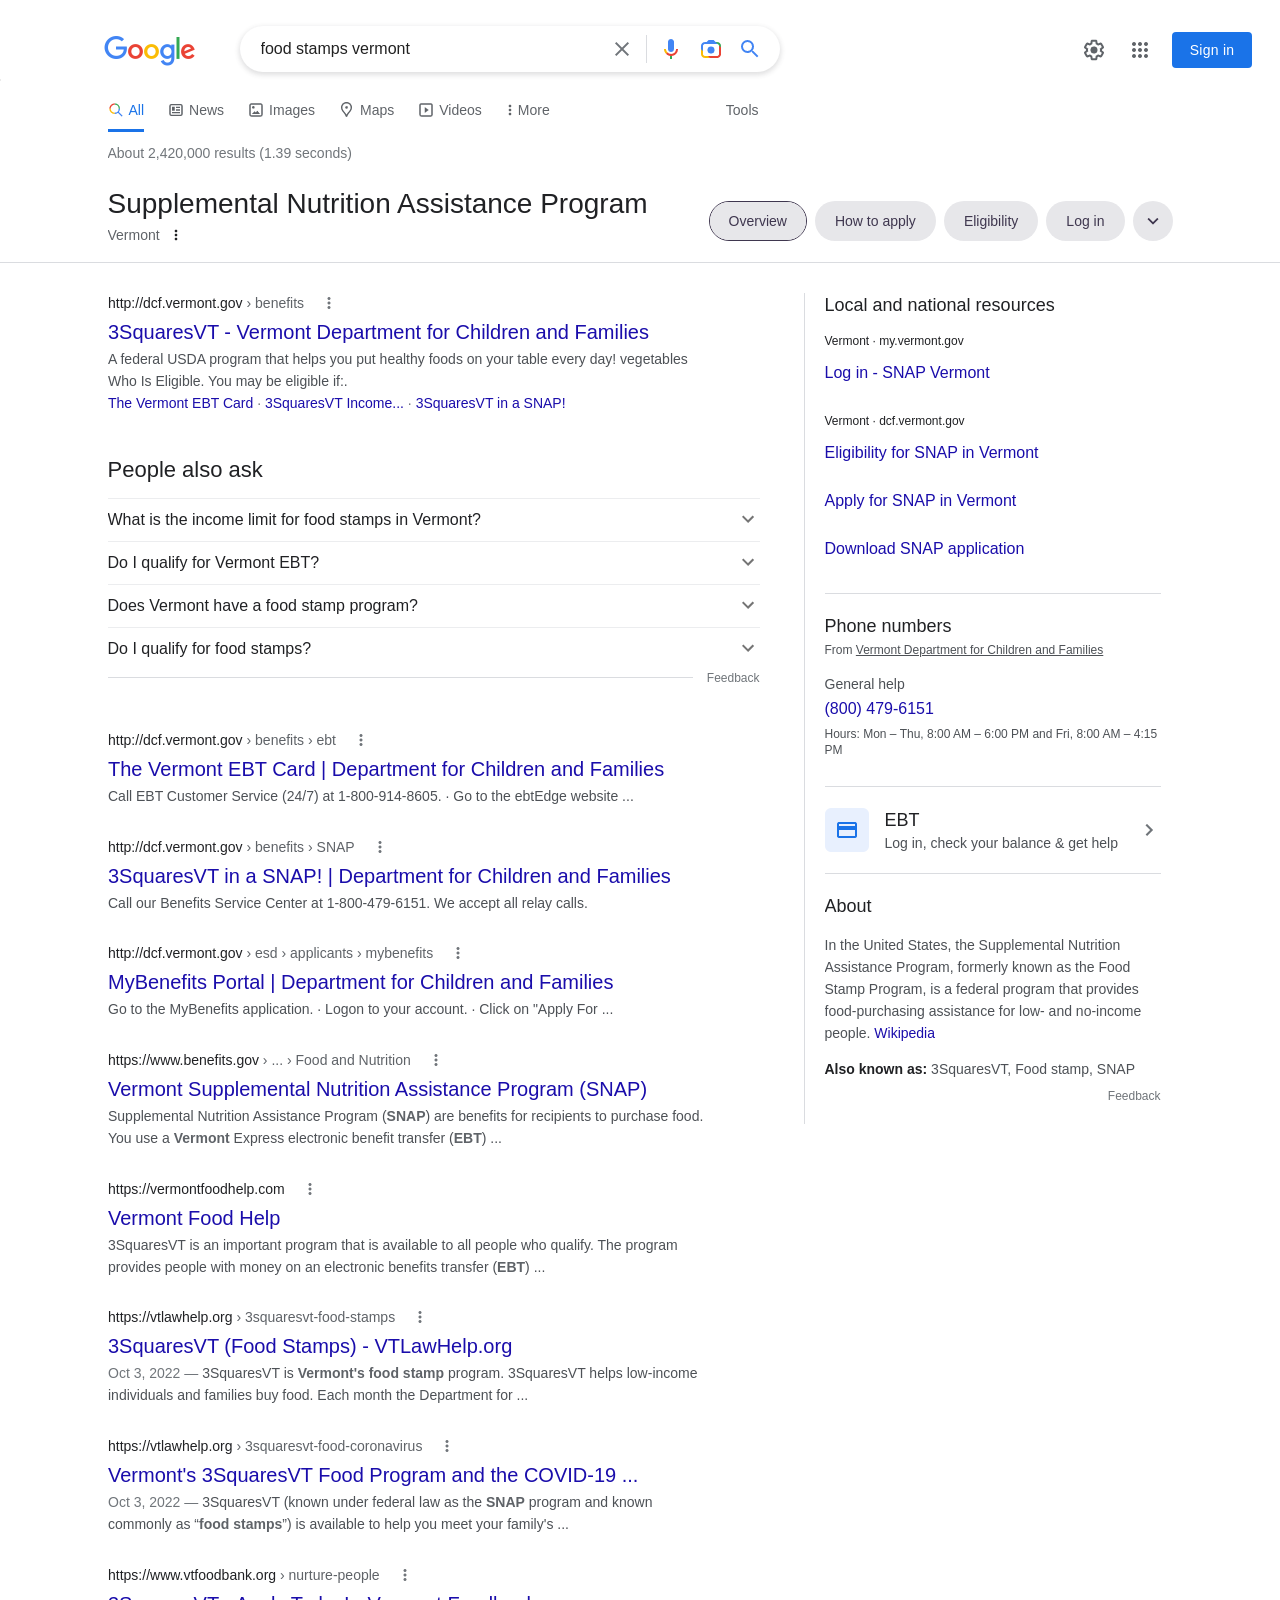 Google
food stamps vermont
Sign in
All
News
Images
Maps
Videos
More
Tools
About 2,420,000 results (1.39 seconds)
Supplemental Nutrition Assistance Program
Vermont
Overview
How to apply
Eligibility
Log in
http://dcf.vermont.gov › benefits
3SquaresVT - Vermont Department for Children and Families
A federal USDA program that helps you put healthy foods on your table every day! vegetables
Who Is Eligible. You may be eligible if:.
The Vermont EBT Card · 3SquaresVT Income... · 3SquaresVT in a SNAP!
People also ask
What is the income limit for food stamps in Vermont?
Do I qualify for Vermont EBT?
Does Vermont have a food stamp program?
Do I qualify for food stamps?
Feedback
http://dcf.vermont.gov › benefits › ebt
The Vermont EBT Card | Department for Children and Families
Call EBT Customer Service (24/7) at 1-800-914-8605. · Go to the ebtEdge website ...
http://dcf.vermont.gov › benefits › SNAP
3SquaresVT in a SNAP! | Department for Children and Families
Call our Benefits Service Center at 1-800-479-6151. We accept all relay calls.
http://dcf.vermont.gov › esd › applicants › mybenefits
MyBenefits Portal | Department for Children and Families
Go to the MyBenefits application. · Logon to your account. · Click on "Apply For ...
https://www.benefits.gov › ... › Food and Nutrition
Vermont Supplemental Nutrition Assistance Program (SNAP)
Supplemental Nutrition Assistance Program (SNAP) are benefits for recipients to purchase food.
You use a Vermont Express electronic benefit transfer (EBT) ...
https://vermontfoodhelp.com
Vermont Food Help
3SquaresVT is an important program that is available to all people who qualify. The program
provides people with money on an electronic benefits transfer (EBT) ...
https://vtlawhelp.org › 3squaresvt-food-stamps
3SquaresVT (Food Stamps) - VTLawHelp.org
Oct 3, 2022 — 3SquaresVT is Vermont's food stamp program. 3SquaresVT helps low-income
individuals and families buy food. Each month the Department for ...
https://vtlawhelp.org › 3squaresvt-food-coronavirus
Vermont's 3SquaresVT Food Program and the COVID-19 ...
Oct 3, 2022 — 3SquaresVT (known under federal law as the SNAP program and known
commonly as “food stamps”) is available to help you meet your family's ...
https://www.vtfoodbank.org › nurture-people
Local and national resources
Vermont · my.vermont.gov
Log in - SNAP Vermont
Vermont · dcf.vermont.gov
Eligibility for SNAP in Vermont
Apply for SNAP in Vermont
Download SNAP application
Phone numbers
From Vermont Department for Children and Families
General help
(800) 479-6151
Hours: Mon – Thu, 8:00 AM – 6:00 PM and Fri, 8:00 AM – 4:15
PM
EBT
Log in, check your balance & get help
About
In the United States, the Supplemental Nutrition
Assistance Program, formerly known as the Food
Stamp Program, is a federal program that provides
food-purchasing assistance for low- and no-income
people. Wikipedia
Also known as: 3SquaresVT, Food stamp, SNAP
Feedback